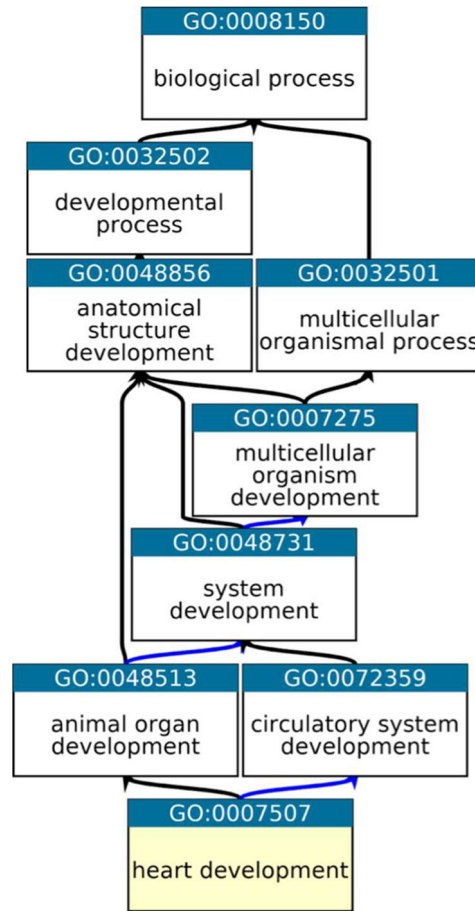 GO:0008150
biological process
GO:0032502
developmental
process
GO:0048856
anatomical
structure
development
GO:0032501
multicellular
organismal process
GO:0007275
multicellular
organism
development
GO:0048731
system
development
GO:0048513
animal organ
development
GO:0072359
circulatory system
development
GO:0007507
heart development